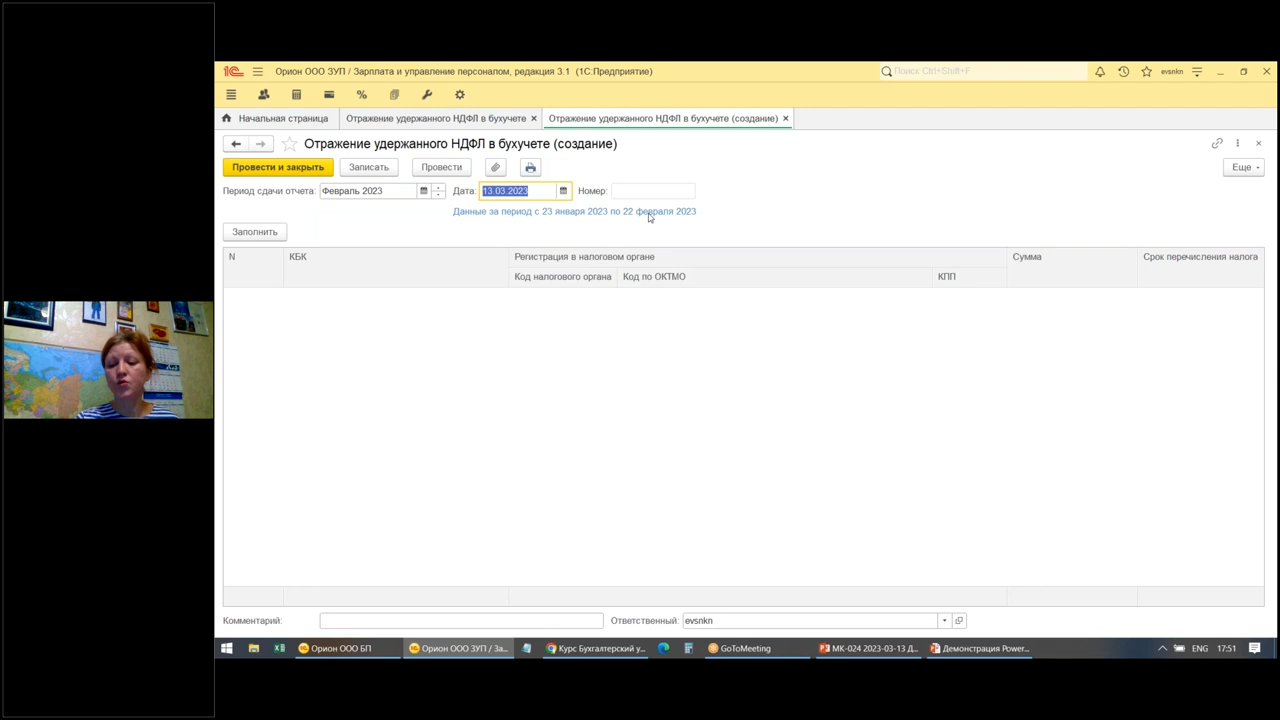 Орион ООО ЗУП / Зарплата и управление персоналом, редакция 3.1 (1С:Предприятие)
Поиск Ctrl+Shift+F
evsnkn
Начальная страница
Отражение удержанного НДФЛ в бухучете
Отражение удержанного НДФЛ в бухучете (создание)
Отражение удержанного НДФЛ в бухучете (создание)
Провести и закрыть
Записать
Провести
Еще
Период сдачи отчета: Февраль 2023
Дата: 13.03.2023
Номер:
Данные за период с 23 января 2023 по 22 февраля 2023
Заполнить
N
КБК
Регистрация в налоговом органе
Сумма
Срок перечисления налога
Код налогового органа
Код по ОКТМО
КПП
Комментарий:
Ответственный: evsnkn
Орион ООО БП
Орион ООО ЗУП / За...
Курс Бухгалтерский у...
GoToMeeting
МК-024 2023-03-13 Д...
Демонстрация Power...
ENG
17:51